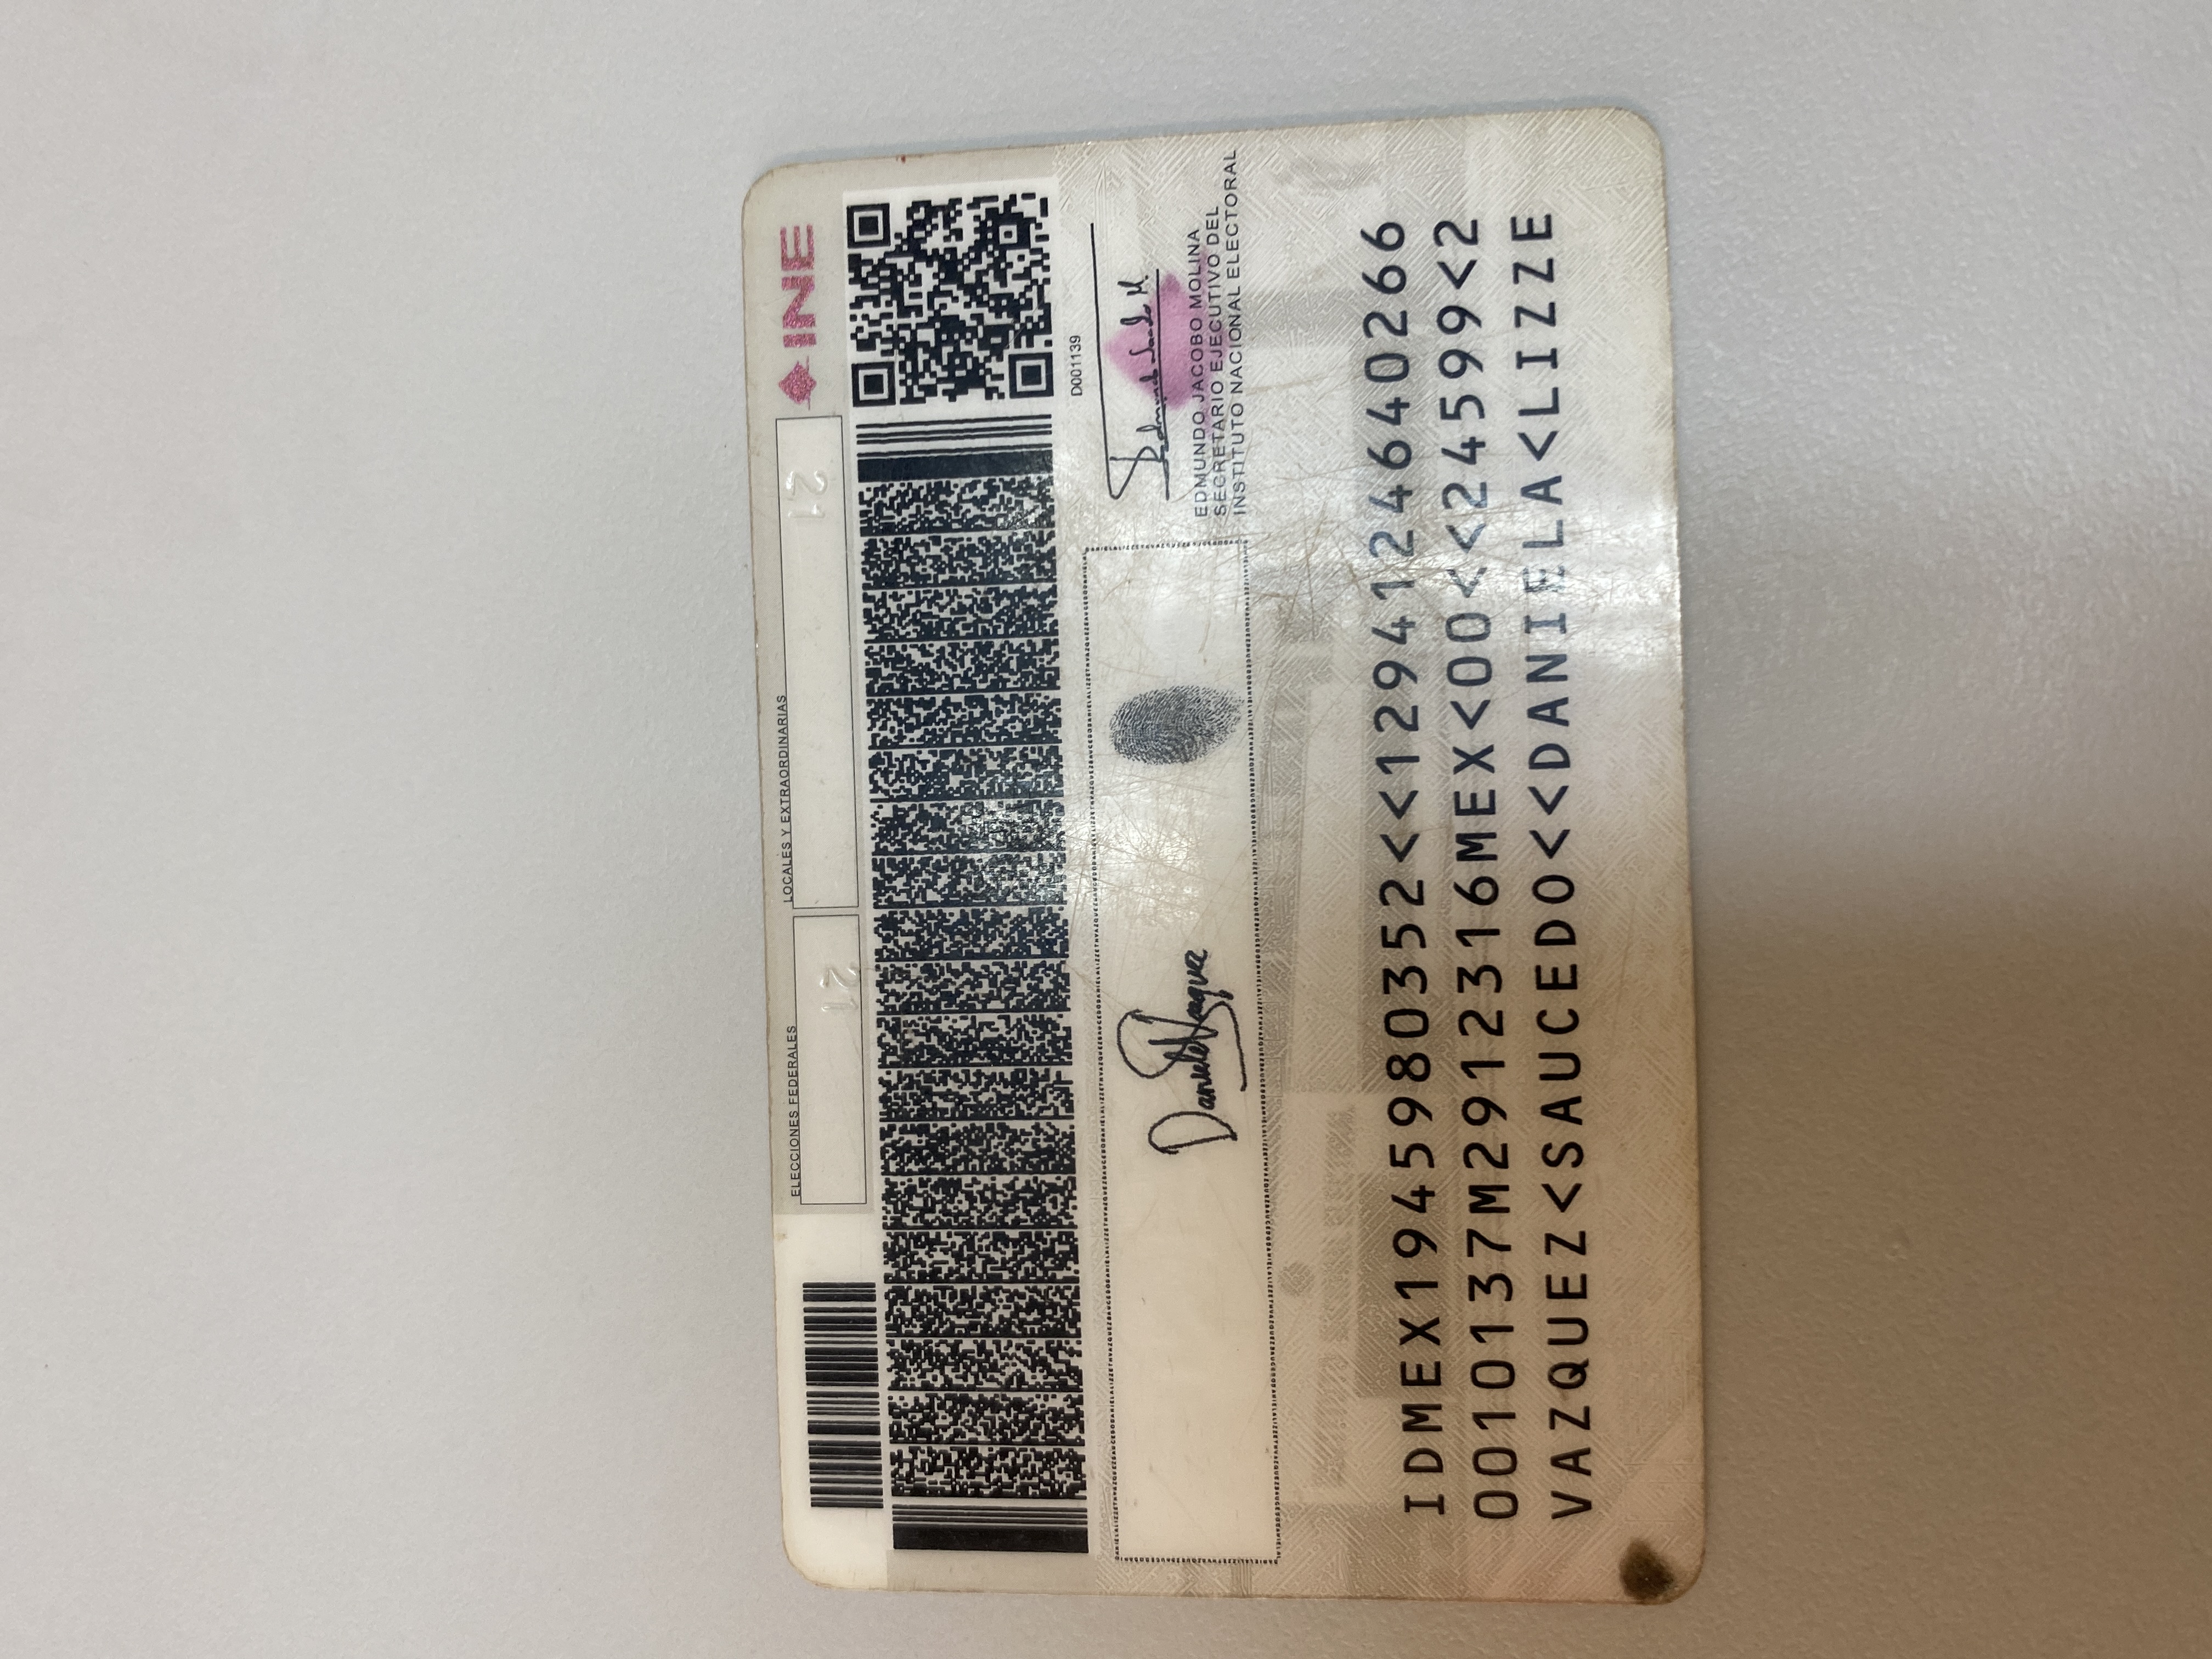 ELECCIONES FEDERALES
LOCALES Y EXTRAORDINARIAS
INE
21
21
D001139
EDMUNDO JACOBO MOLINA
SECRETARIO EJECUTIVO DEL
INSTITUTO NACIONAL ELECTORAL
IDMEX1945980352<<1294124640266
0010137M2912316MEX<00<<24599<2
VAZQUEZ<SAUCEDO<<DANIELA<LIZZE